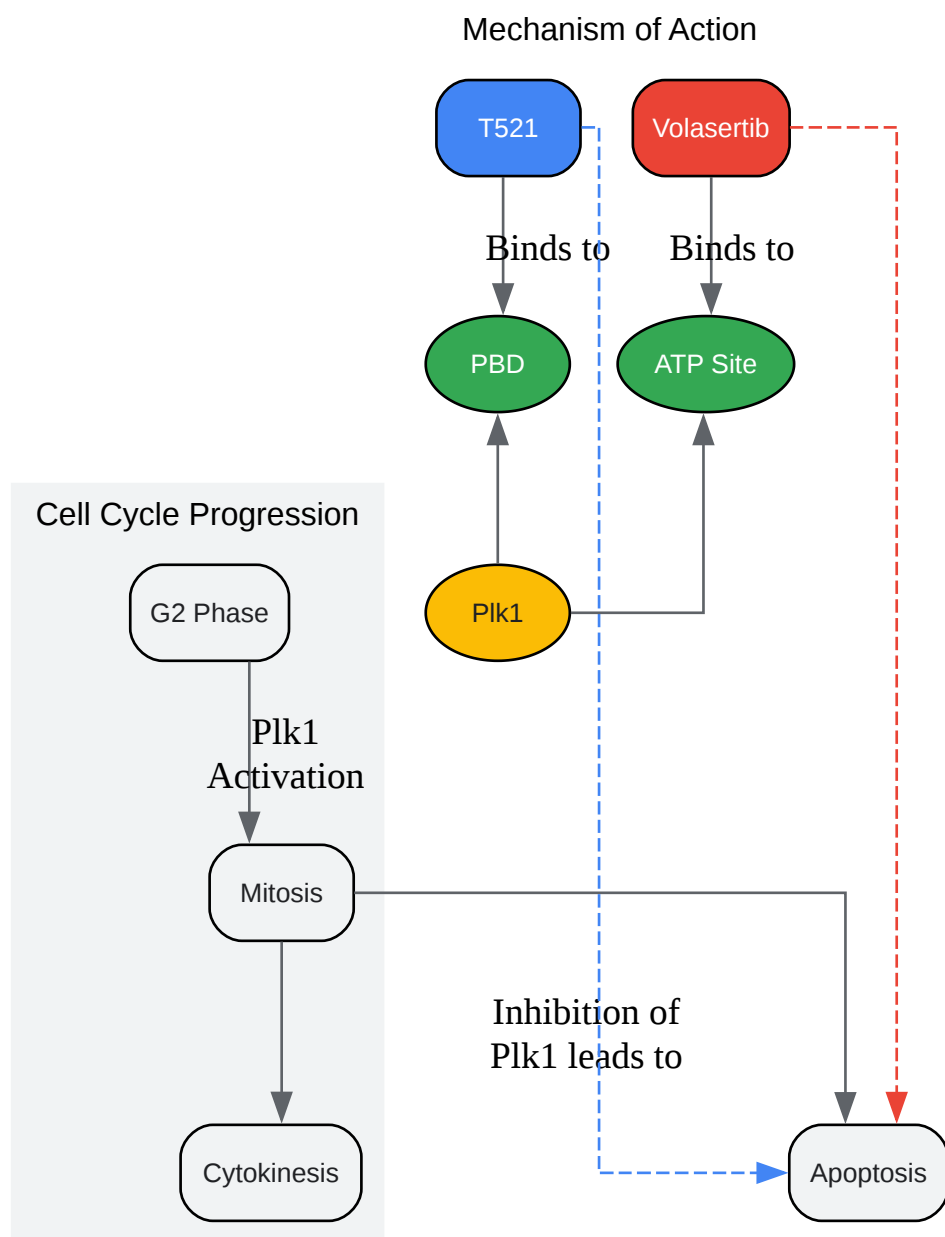 Mechanism of Action
T521
Volasertib
Binds to
Binds to
PBD
ATP Site
Cell Cycle Progression
G2 Phase
Plk1
Plk1
Activation
Mitosis
Inhibition of
Plk1 leads to
Cytokinesis
Apoptosis